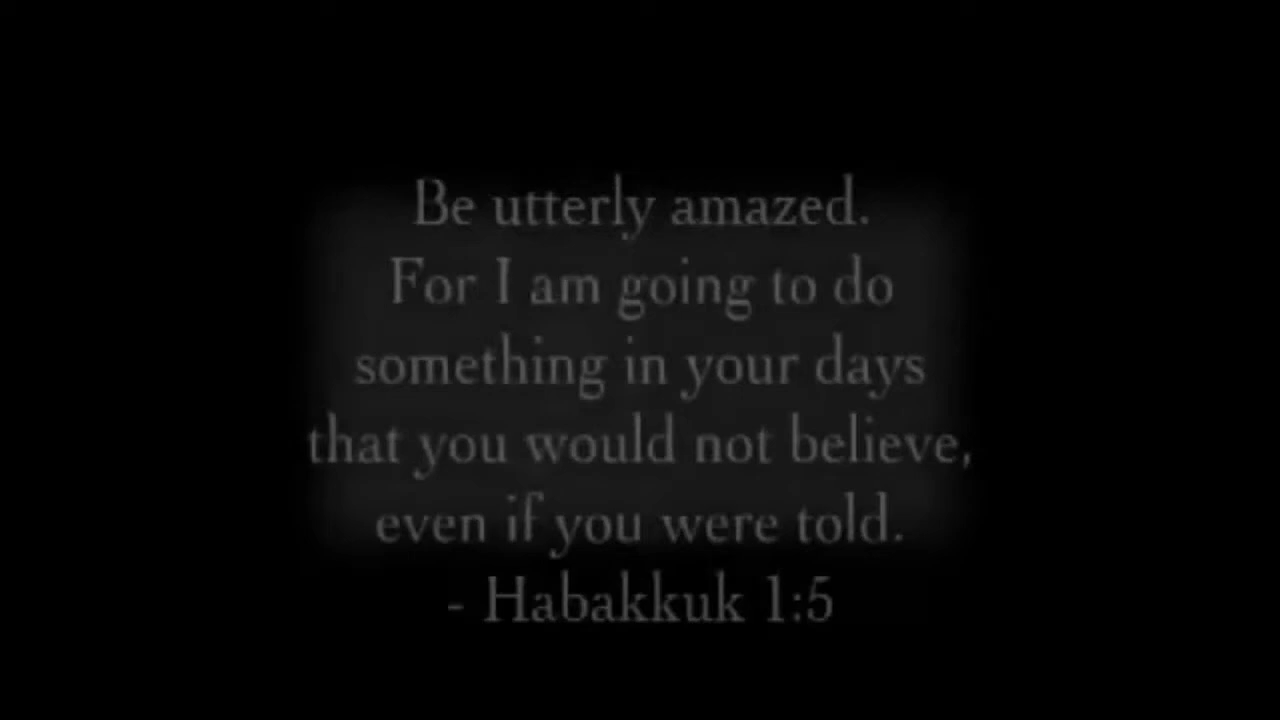 Be utterly amazed.
For I am going to do
something in your days
that you would not believe,
even if you were told.
- Habakkuk 1:5